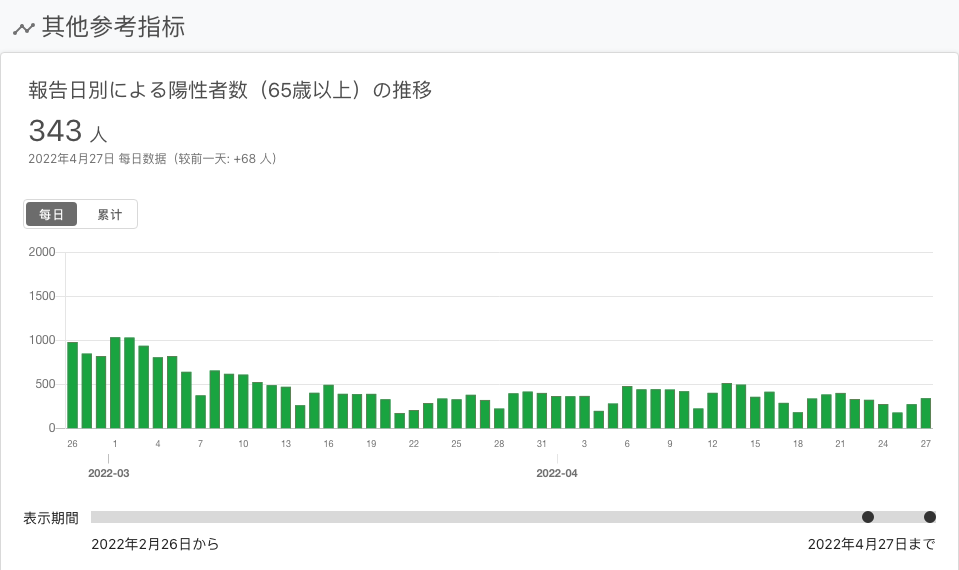 其他参考指标
報告日別による陽性者数（65歳以上）の推移
343 人
2022年4月27日 每日数据（较前一天: +68 人）
每日 累计
2000
1500
1000
500
0
26 1 4 7 10 13 16 19 22 25 28 31 3 6 9 12 15 18 21 24 27
2022-03 2022-04
表示期間
2022年2月26日から 2022年4月27日まで